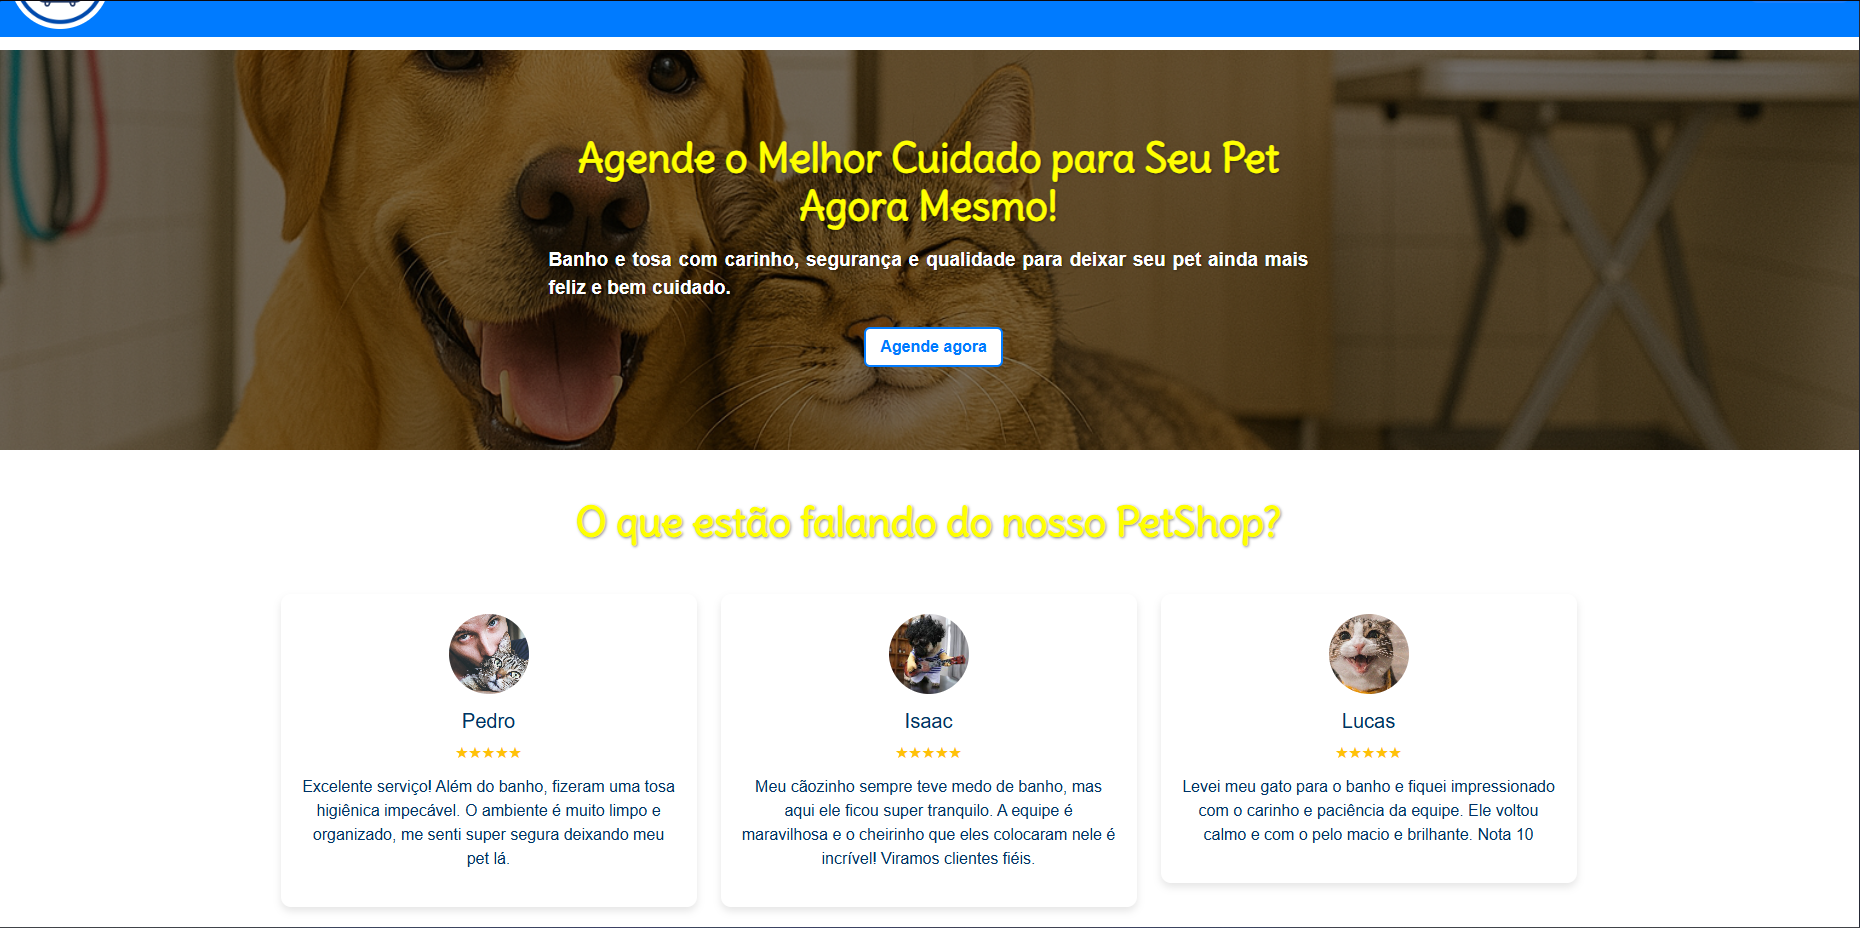 Agende o Melhor Cuidado para Seu Pet
Agora Mesmo!
Banho e tosa com carinho, segurança e qualidade para deixar seu pet ainda mais
feliz e bem cuidado.
Agende agora
O que estão falando do nosso PetShop?
Pedro
★★★★★
Excelente serviço! Além do banho, fizeram uma tosa
higiênica impecável. O ambiente é muito limpo e
organizado, me senti super segura deixando meu
pet lá.
Isaac
★★★★★
Meu cãozinho sempre teve medo de banho, mas
aqui ele ficou super tranquilo. A equipe é
maravilhosa e o cheirinho que eles colocaram nele é
incrível! Viramos clientes fiéis.
Lucas
★★★★★
Levei meu gato para o banho e fiquei impressionado
com o carinho e paciência da equipe. Ele voltou
calmo e com o pelo macio e brilhante. Nota 10